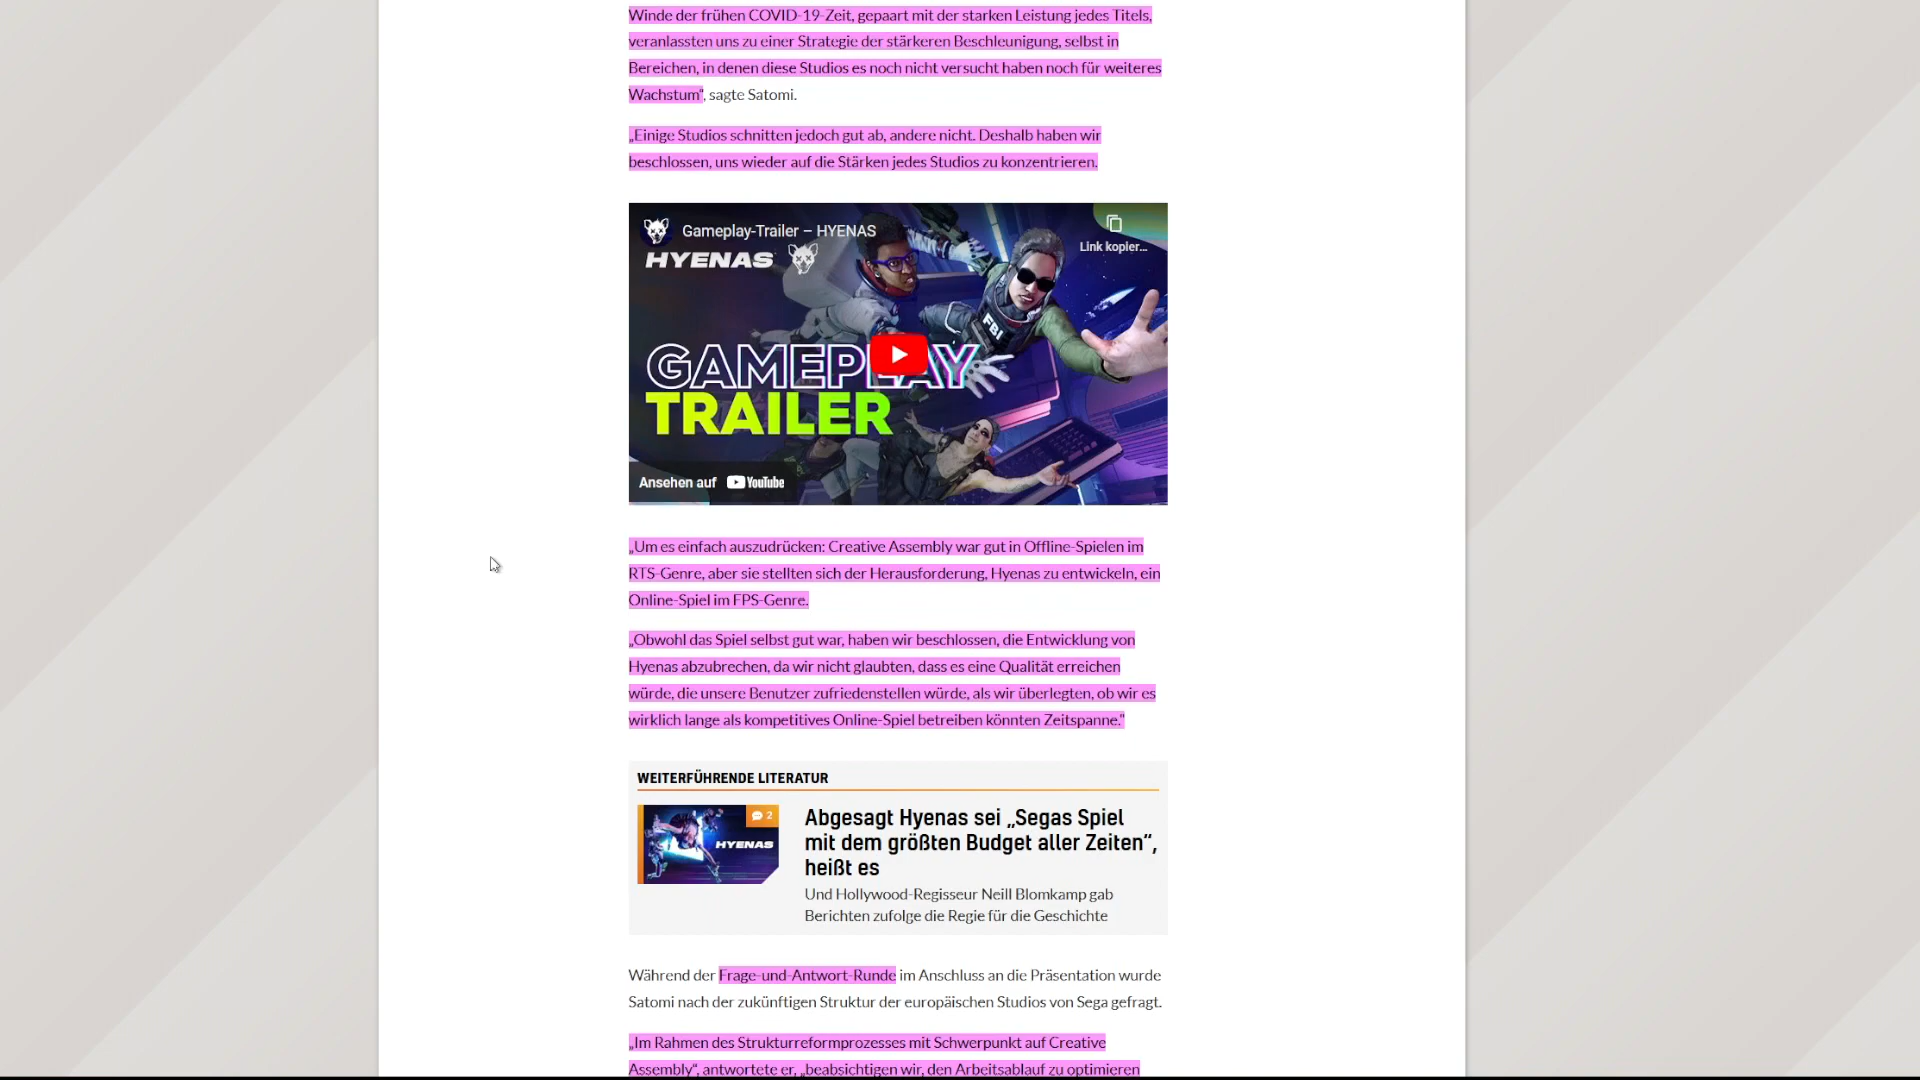 Winde der frühen COVID-19-Zeit, gepaart mit der starken Leistung jedes Titels,
veranlassten uns zu einer Strategie der stärkeren Beschleunigung, selbst in
Bereichen, in denen diese Studios es noch nicht versucht haben noch für weiteres
Wachstum“, sagte Satomi.
„Einige Studios schnitten jedoch gut ab, andere nicht. Deshalb haben wir
beschlossen, uns wieder auf die Stärken jedes Studios zu konzentrieren.
Gameplay-Trailer – HYENAS
Link kopier...
HYENAS
FBI
GAMEPLAY
TRAILER
Ansehen auf YouTube
„Um es einfach auszudrücken: Creative Assembly war gut in Offline-Spielen im
RTS-Genre, aber sie stellten sich der Herausforderung, Hyenas zu entwickeln, ein
Online-Spiel im FPS-Genre.
„Obwohl das Spiel selbst gut war, haben wir beschlossen, die Entwicklung von
Hyenas abzubrechen, da wir nicht glaubten, dass es eine Qualität erreichen
würde, die unsere Benutzer zufriedenstellen würde, als wir überlegten, ob wir es
wirklich lange als kompetitives Online-Spiel betreiben könnten Zeitspanne."
WEITERFÜHRENDE LITERATUR
2
HYENAS
Abgesagt Hyenas sei „Segas Spiel
mit dem größten Budget aller Zeiten“,
heißt es
Und Hollywood-Regisseur Neill Blomkamp gab
Berichten zufolge die Regie für die Geschichte
Während der Frage-und-Antwort-Runde im Anschluss an die Präsentation wurde
Satomi nach der zukünftigen Struktur der europäischen Studios von Sega gefragt.
„Im Rahmen des Strukturreformprozesses mit Schwerpunkt auf Creative
Assembly“, antwortete er, „beabsichtigen wir, den Arbeitsablauf zu optimieren